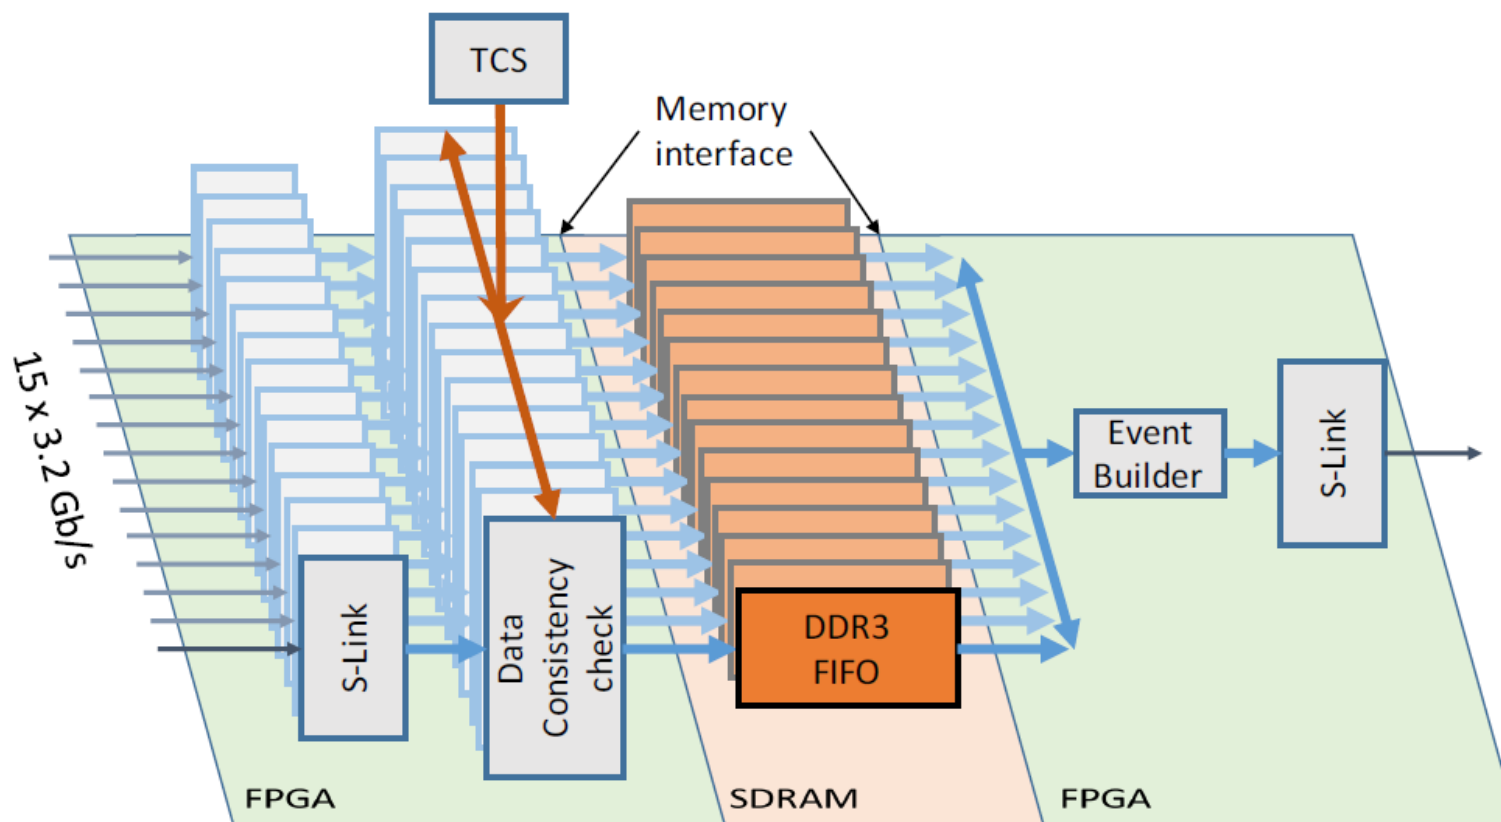 TCS
Memory
interface
15 x 3.2 Gb/s
S-Link
Data
Consistency
check
DDR3
FIFO
Event
Builder
S-Link
FPGA
SDRAM
FPGA